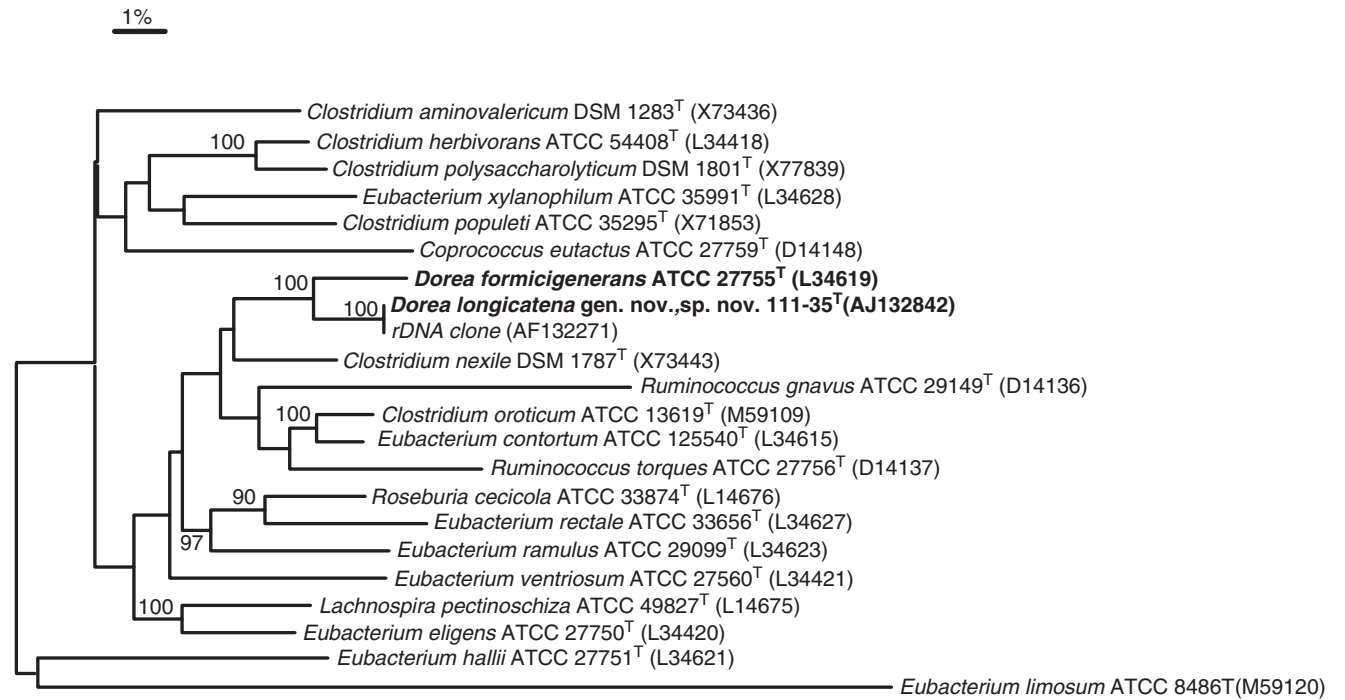 1%
Clostridium aminovalericum DSM 1283T (X73436)
100
Clostridium herbivorans ATCC 54408T (L34418)
Clostridium polysaccharolyticum DSM 1801T (X77839)
Eubacterium xylanophilum ATCC 35991T (L34628)
Clostridium populeti ATCC 35295T (X71853)
Coprococcus eutactus ATCC 27759T (D14148)
100
Dorea formicigenerans ATCC 27755T (L34619)
100
Dorea longicatena gen. nov.,sp. nov. 111-35T(AJ132842)
rDNA clone (AF132271)
Clostridium nexile DSM 1787T (X73443)
Ruminococcus gnavus ATCC 29149T (D14136)
100
Clostridium oroticum ATCC 13619T (M59109)
Eubacterium contortum ATCC 125540T (L34615)
Ruminococcus torques ATCC 27756T (D14137)
90
Roseburia cecicola ATCC 33874T (L14676)
Eubacterium rectale ATCC 33656T (L34627)
97
Eubacterium ramulus ATCC 29099T (L34623)
Eubacterium ventriosum ATCC 27560T (L34421)
100
Lachnospira pectinoschiza ATCC 49827T (L14675)
Eubacterium eligens ATCC 27750T (L34420)
Eubacterium hallii ATCC 27751T (L34621)
Eubacterium limosum ATCC 8486T(M59120)